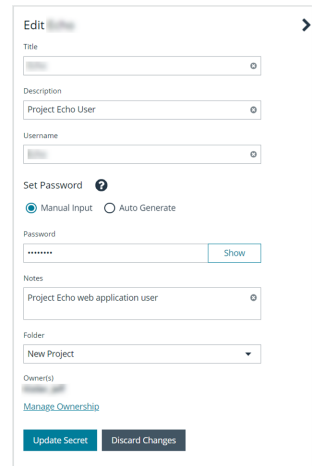 Edit
Title
Description
Project Echo User
Username
Set Password ?
Manual Input Auto Generate
Password
•••••••• Show
Notes
Project Echo web application user
Folder
New Project
Owner(s)
Manage Ownership
Update Secret Discard Changes